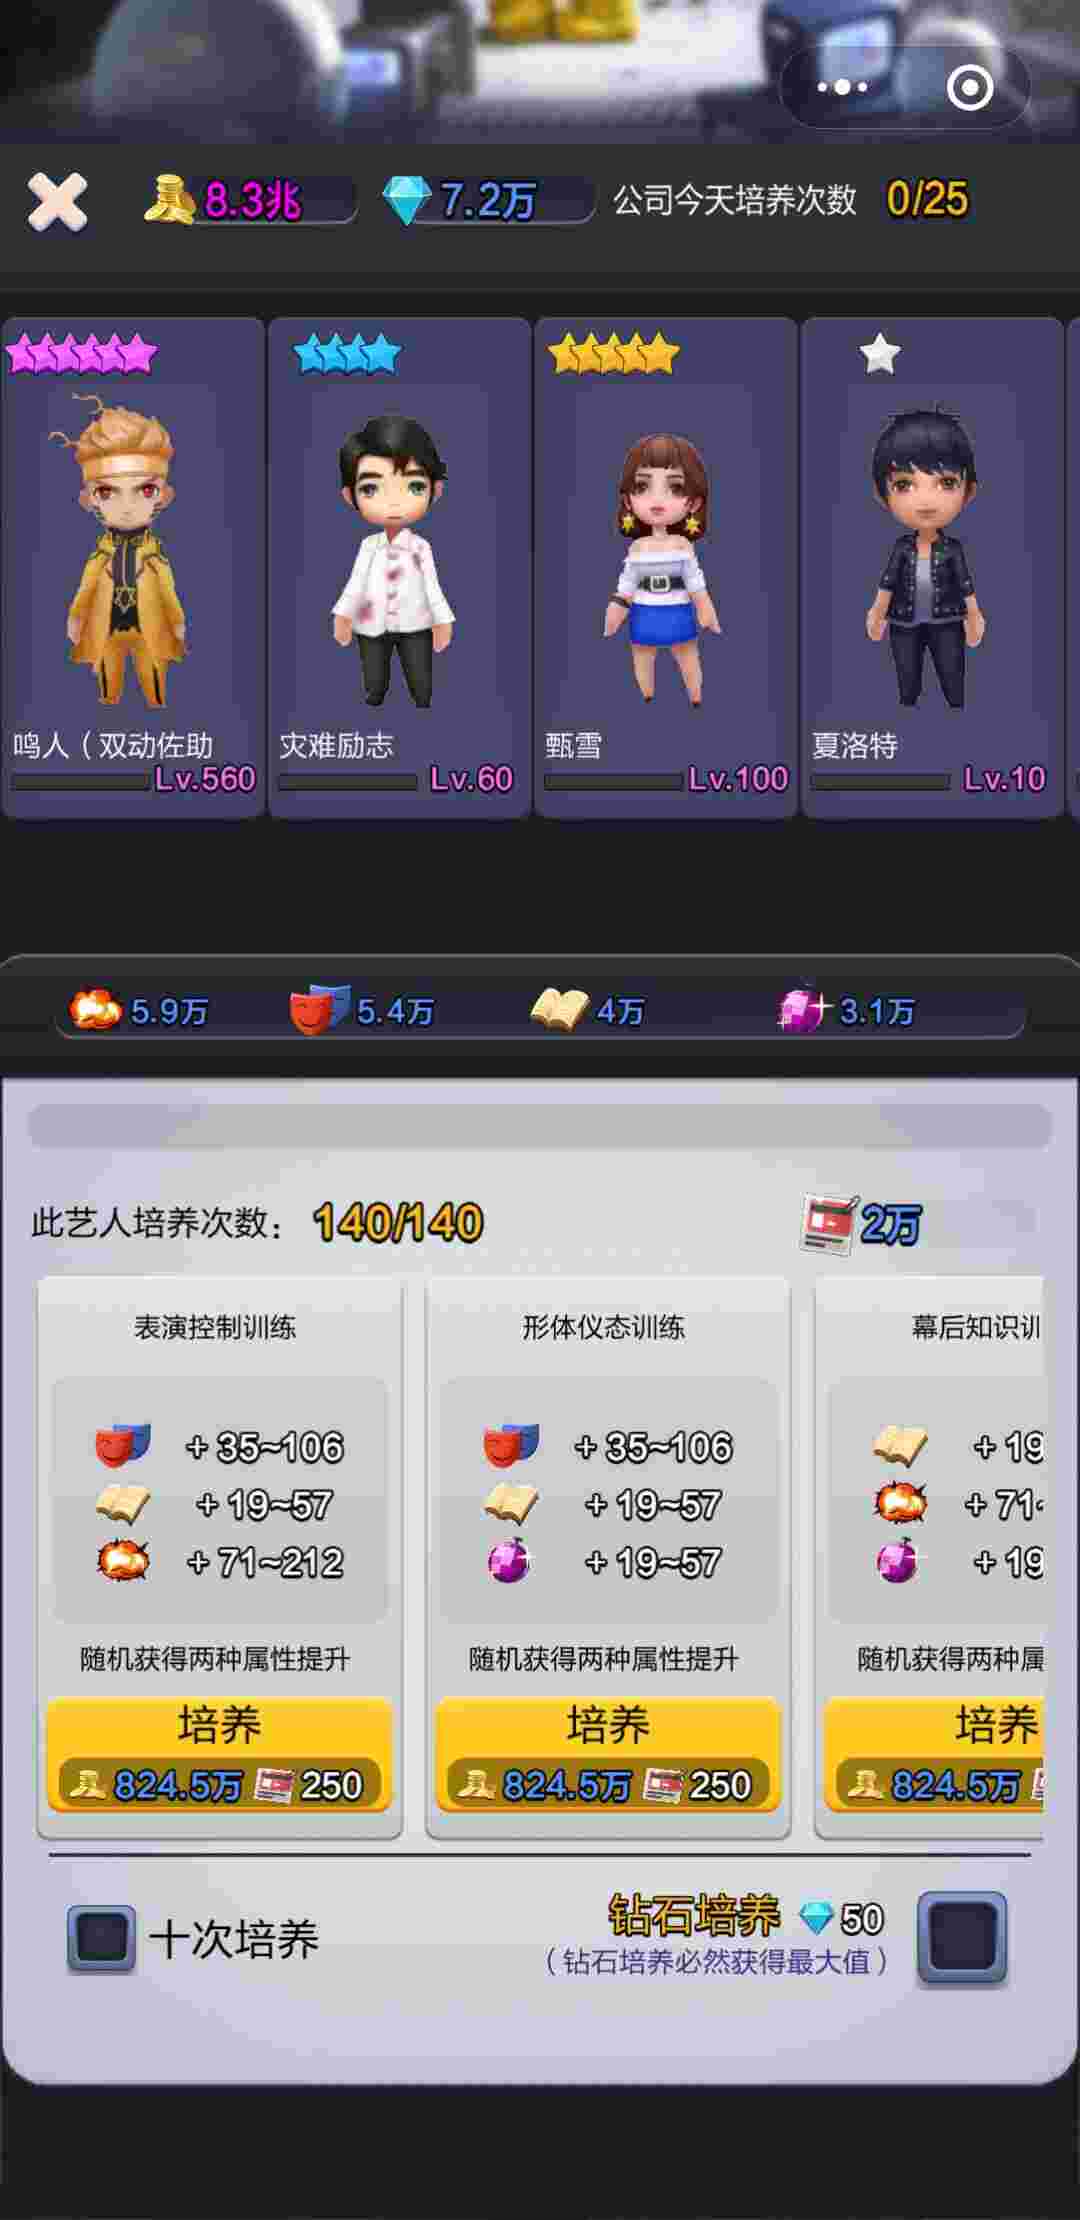 8.3兆 7.2万 公司今天培养次数 0/25
鸣人（双动佐助 灾难励志 甄雪 夏洛特
Lv.560 Lv.60 Lv.100 Lv.10
5.9万 5.4万 4万 3.1万
此艺人培养次数： 140/140 2万
表演控制训练 形体仪态训练 幕后知识训
+35~106 +35~106 +19
+19~57 +19~57 +71~
+71~212 +19~57 +19
随机获得两种属性提升 随机获得两种属性提升 随机获得两种属
培养 培养 培养
824.5万 250 824.5万 250 824.5万
十次培养 钻石培养 50
（钻石培养必然获得最大值）